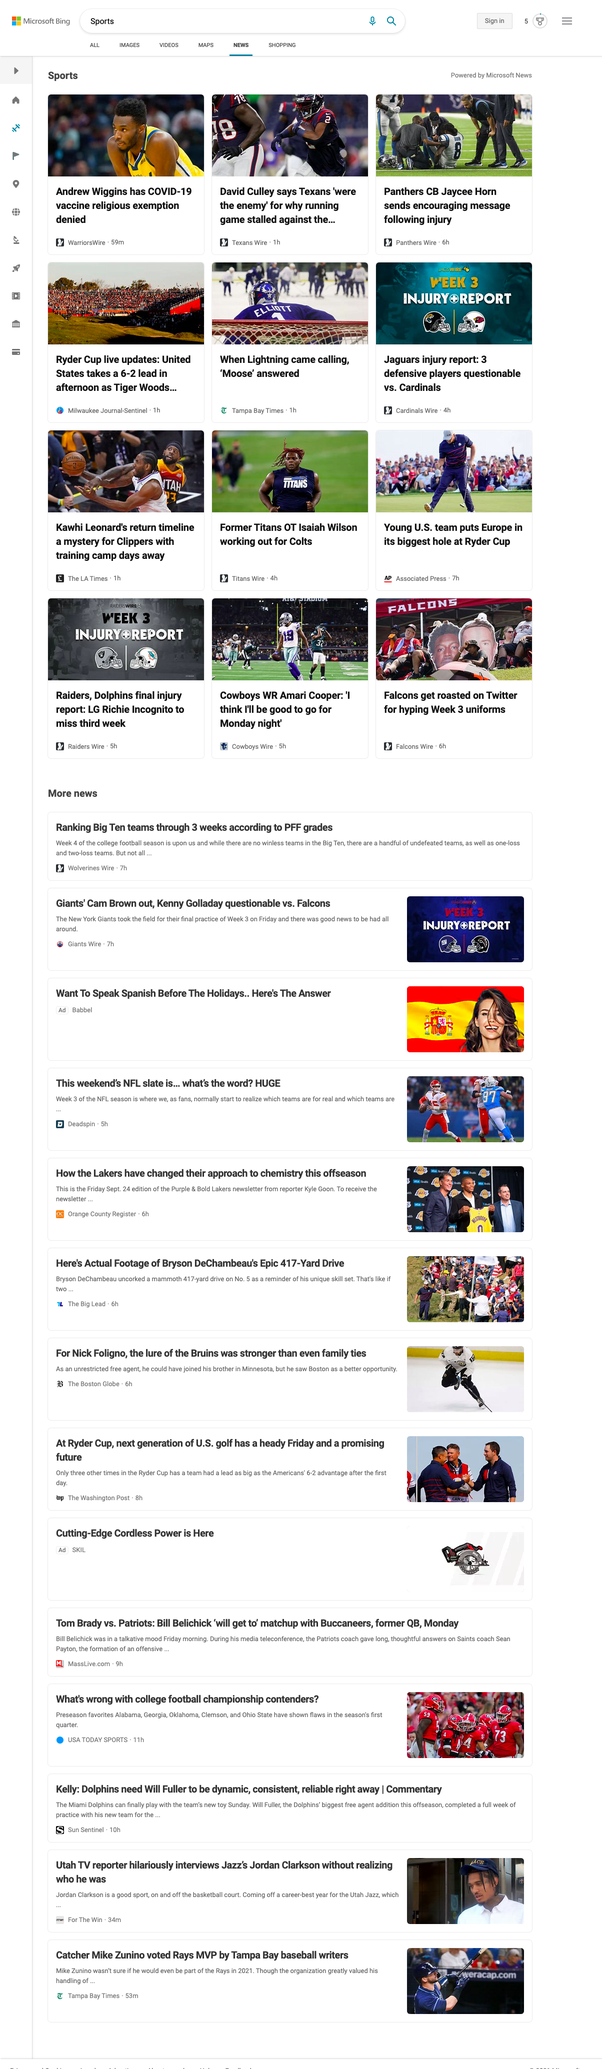 Microsoft Bing
Sports
Sign in
5
ALL
IMAGES
VIDEOS
MAPS
NEWS
SHOPPING
Sports
Powered by Microsoft News
Andrew Wiggins has COVID-19
vaccine religious exemption
denied
WarriorsWire · 59m
David Culley says Texans 'were
the enemy' for why running
game stalled against the...
Texans Wire · 1h
Panthers CB Jaycee Horn
sends encouraging message
following injury
Panthers Wire · 6h
Ryder Cup live updates: United
States takes a 6-2 lead in
afternoon as Tiger Woods...
Milwaukee Journal-Sentinel · 1h
ELLIOTT
When Lightning came calling,
‘Moose’ answered
Tampa Bay Times · 1h
WEEK 3
INJURY+REPORT
Jaguars injury report: 3
defensive players questionable
vs. Cardinals
Cardinals Wire · 4h
UTAH
Kawhi Leonard's return timeline
a mystery for Clippers with
training camp days away
The LA Times · 1h
TITANS
Former Titans OT Isaiah Wilson
working out for Colts
Titans Wire · 4h
Young U.S. team puts Europe in
its biggest hole at Ryder Cup
AP
Associated Press · 7h
WEEK 3
INJURY+REPORT
Raiders, Dolphins final injury
report: LG Richie Incognito to
miss third week
Raiders Wire · 5h
AT&T STADIUM
19
Cowboys WR Amari Cooper: 'I
think I'll be good to go for
Monday night'
Cowboys Wire · 5h
FALCONS
Falcons get roasted on Twitter
for hyping Week 3 uniforms
Falcons Wire · 6h
More news
Ranking Big Ten teams through 3 weeks according to PFF grades
Week 4 of the college football season is upon us and while there are no winless teams in the Big Ten, there are a handful of undefeated teams, as well as one-loss
and two-loss teams. But not all ...
Wolverines Wire · 7h
Giants' Cam Brown out, Kenny Golladay questionable vs. Falcons
The New York Giants took the field for their final practice of Week 3 on Friday and there was good news to be had all
around.
Giants Wire · 7h
WEEK 3
INJURY+REPORT
Want To Speak Spanish Before The Holidays.. Here's The Answer
Ad Babbel
This weekend’s NFL slate is... what’s the word? HUGE
Week 3 of the NFL season is where we, as fans, normally start to realize which teams are for real and which teams are
...
Deadspin · 5h
97
How the Lakers have changed their approach to chemistry this offseason
This is the Friday Sept. 24 edition of the Purple & Bold Lakers newsletter from reporter Kyle Goon. To receive the
newsletter ...
Orange County Register · 6h
0
Here's Actual Footage of Bryson DeChambeau's Epic 417-Yard Drive
Bryson DeChambeau uncorked a mammoth 417-yard drive on No. 5 as a reminder of his unique skill set. That's like if
two ...
The Big Lead · 6h
For Nick Foligno, the lure of the Bruins was stronger than even family ties
As an unrestricted free agent, he could have joined his brother in Minnesota, but he saw Boston as a better opportunity.
The Boston Globe · 6h
At Ryder Cup, next generation of U.S. golf has a heady Friday and a promising
future
Only three other times in the Ryder Cup has a team had a lead as big as the Americans' 6-2 advantage after the first
day.
wp
The Washington Post · 8h
Cutting-Edge Cordless Power is Here
Ad SKIL
Tom Brady vs. Patriots: Bill Belichick ‘will get to’ matchup with Buccaneers, former QB, Monday
Bill Belichick was in a talkative mood Friday morning. During his media teleconference, the Patriots coach gave long, thoughtful answers on Saints coach Sean
Payton, the formation of an offensive ...
MassLive.com · 9h
What's wrong with college football championship contenders?
Preseason favorites Alabama, Georgia, Oklahoma, Clemson, and Ohio State have shown flaws in the season's first
quarter.
USA TODAY SPORTS · 11h
73
Kelly: Dolphins need Will Fuller to be dynamic, consistent, reliable right away | Commentary
The Miami Dolphins can finally play with the team's new toy Sunday. Will Fuller, the Dolphins' biggest free agent addition this offseason, completed a full week of
practice with his new team for the ...
Sun Sentinel · 10h
Utah TV reporter hilariously interviews Jazz’s Jordan Clarkson without realizing
who he was
Jordan Clarkson is a good sport, on and off the basketball court. Coming off a career-best year for the Utah Jazz, which
...
For The Win · 34m
Catcher Mike Zunino voted Rays MVP by Tampa Bay baseball writers
Mike Zunino wasn't sure if he would even be part of the Rays in 2021. Though the organization greatly valued his
handling of ...
Tampa Bay Times · 53m
weracap.com